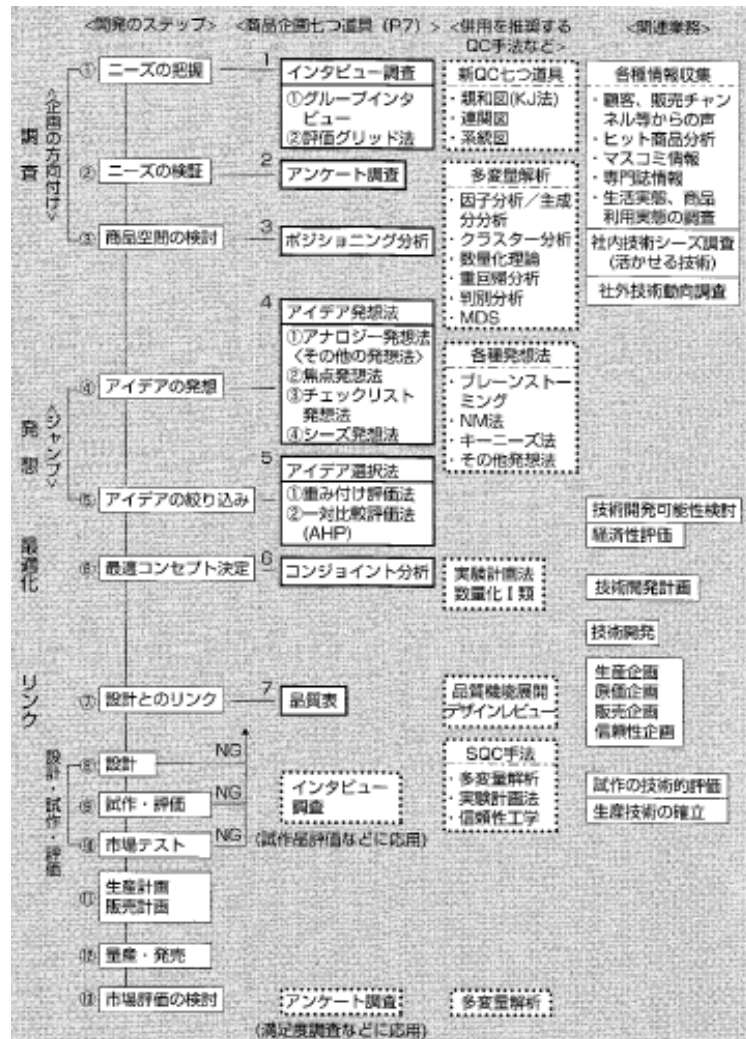 <開発のステップ>
<商品企画七つ道具(P7)>
<併用を推奨する
QC手法など>
<関連業務>
調査
<企画の方向付け>
① ニーズの把握
② ニーズの検証
③ 商品空間の検討
発想
<ジャンプ>
④ アイデアの発想
⑤ アイデアの絞り込み
最適化
⑥ 最適コンセプト決定
リンク
⑦ 設計とのリンク
設計・試作・評価
⑧ 設計
NG
⑨ 試作・評価
NG
⑩ 市場テスト
NG
⑪ 生産計画
販売計画
⑫ 量産・発売
⑬ 市場評価の検討
1
インタビュー調査
①グループインタ
ビュー
②評価グリッド法
2
アンケート調査
3
ポジショニング分析
4
アイデア発想法
①アナロジー発想法
<その他の発想法>
②焦点発想法
③チェックリスト
発想法
④シーズ発想法
5
アイデア選択法
①重み付け評価法
②一対比較評価法
(AHP)
6
コンジョイント分析
7
品質表
インタビュー
調査
(試作品評価などに応用)
アンケート調査
(満足度調査などに応用)
新QC七つ道具
・親和図(KJ法)
・連関図
・系統図
多変量解析
・因子分析/主成
分分析
・クラスター分析
・数量化理論
・重回帰分析
・判別分析
・MDS
各種発想法
・ブレーンストー
ミング
・NM法
・キーニーズ法
・その他発想法
実験計画法
数量化Ⅰ類
品質機能展開
デザインレビュー
SQC手法
・多変量解析
・実験計画法
・信頼性工学
多変量解析
各種情報収集
・顧客、販売チャン
ネル等からの声
・ヒット商品分析
・マスコミ情報
・専門誌情報
・生活実態、商品
利用実態の調査
社内技術シーズ調査
(活かせる技術)
社外技術動向調査
技術開発可能性検討
経済性評価
技術開発計画
技術開発
生産企画
原価企画
販売企画
信頼性企画
試作の技術的評価
生産技術の確立